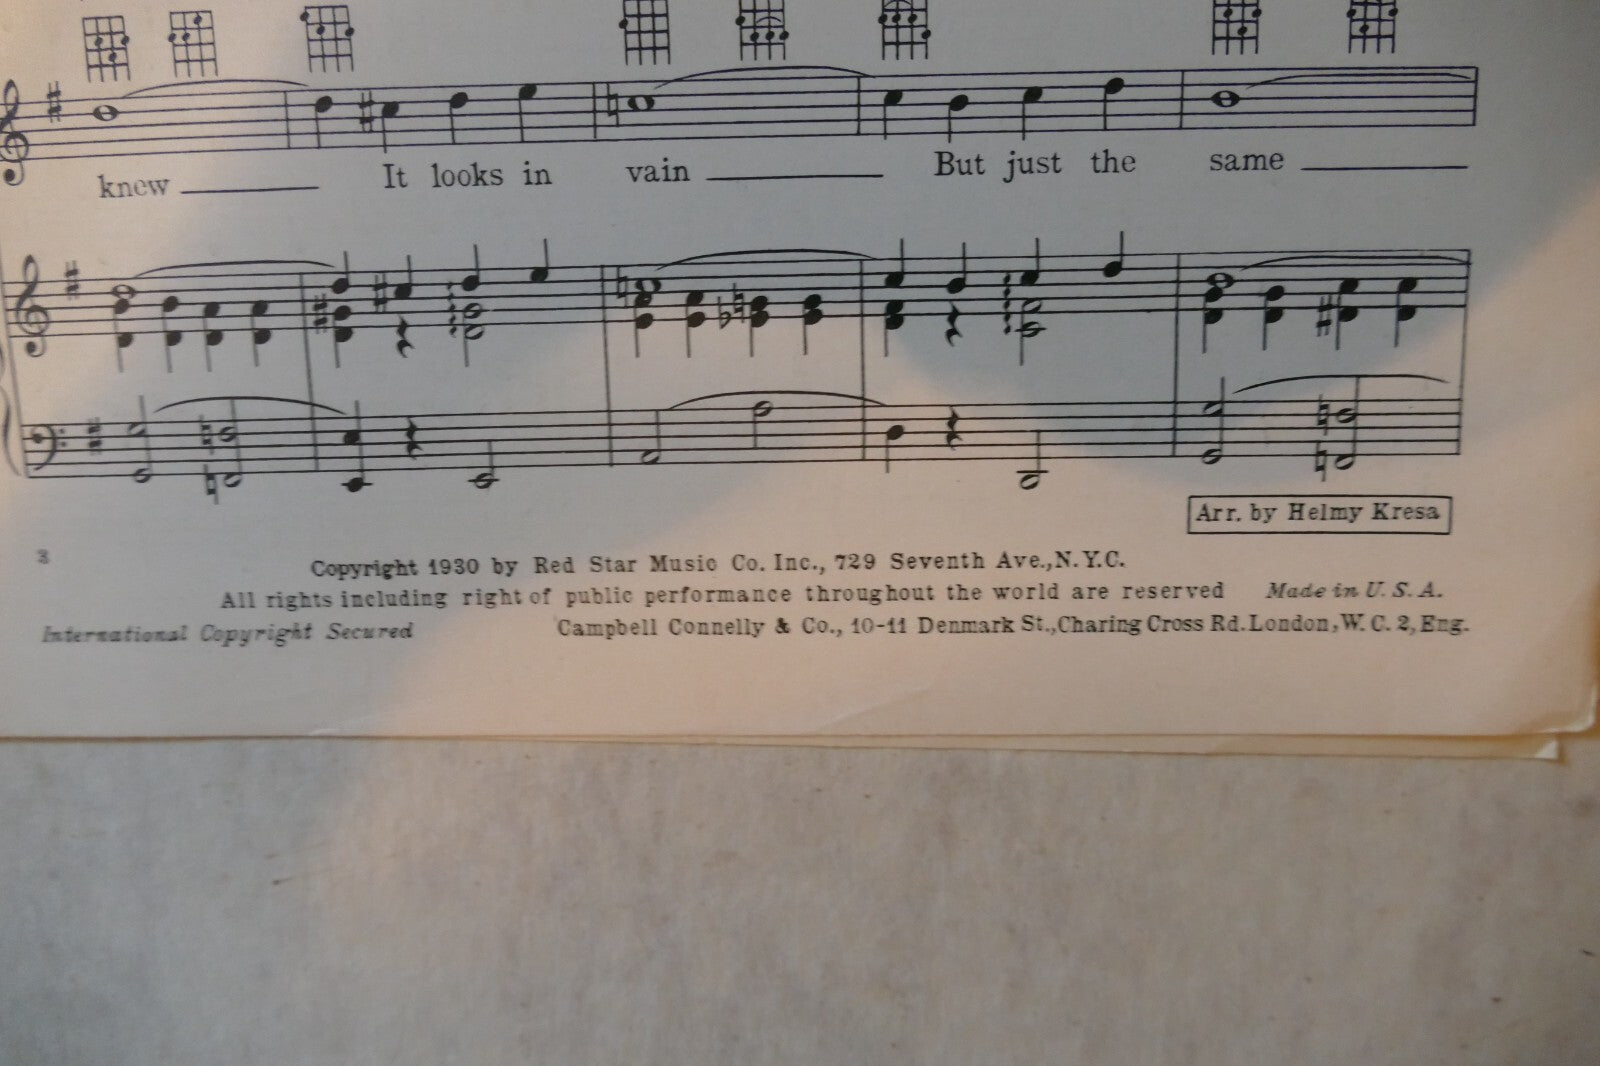 knew It looks in vain But just the same
Arr. by Helmy Kresa
3
Copyright 1930 by Red Star Music Co. Inc., 729 Seventh Ave., N.Y.C.
All rights including right of public performance throughout the world are reserved Made in U. S. A.
International Copyright Secured Campbell Connelly & Co., 10-11 Denmark St., Charing Cross Rd. London, W. C. 2, Eng.